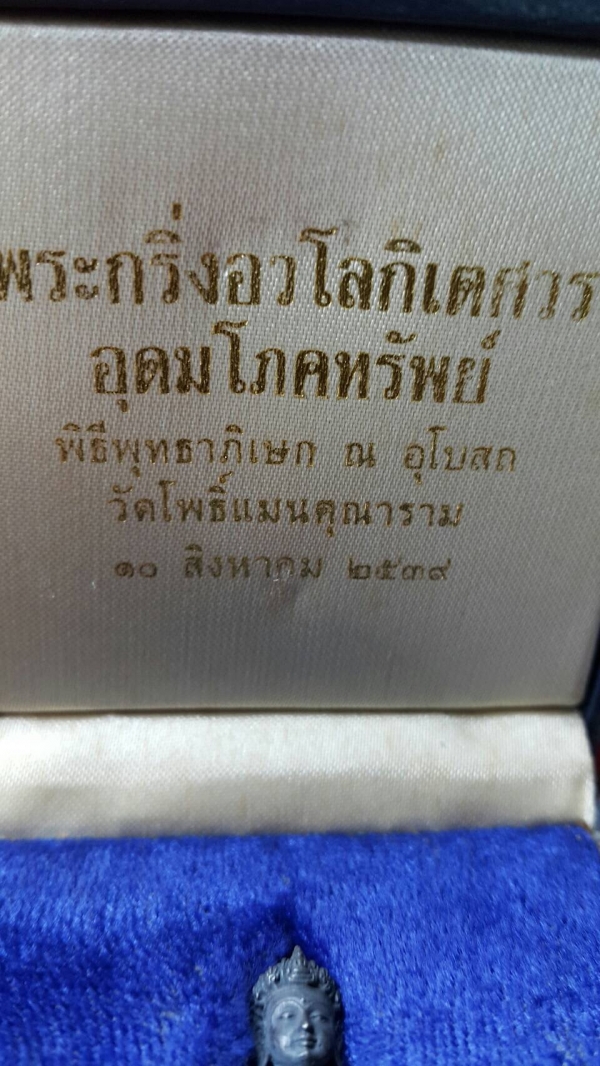 พระกริ่งอวโลกิเตศวร
อุดมโภคทรัพย์
พิธีพุทธาภิเษก ณ อุโบสถ
วัดโพธิ์แมนคุณาราม
๑๐ สิงหาคม ๒๕๓๙